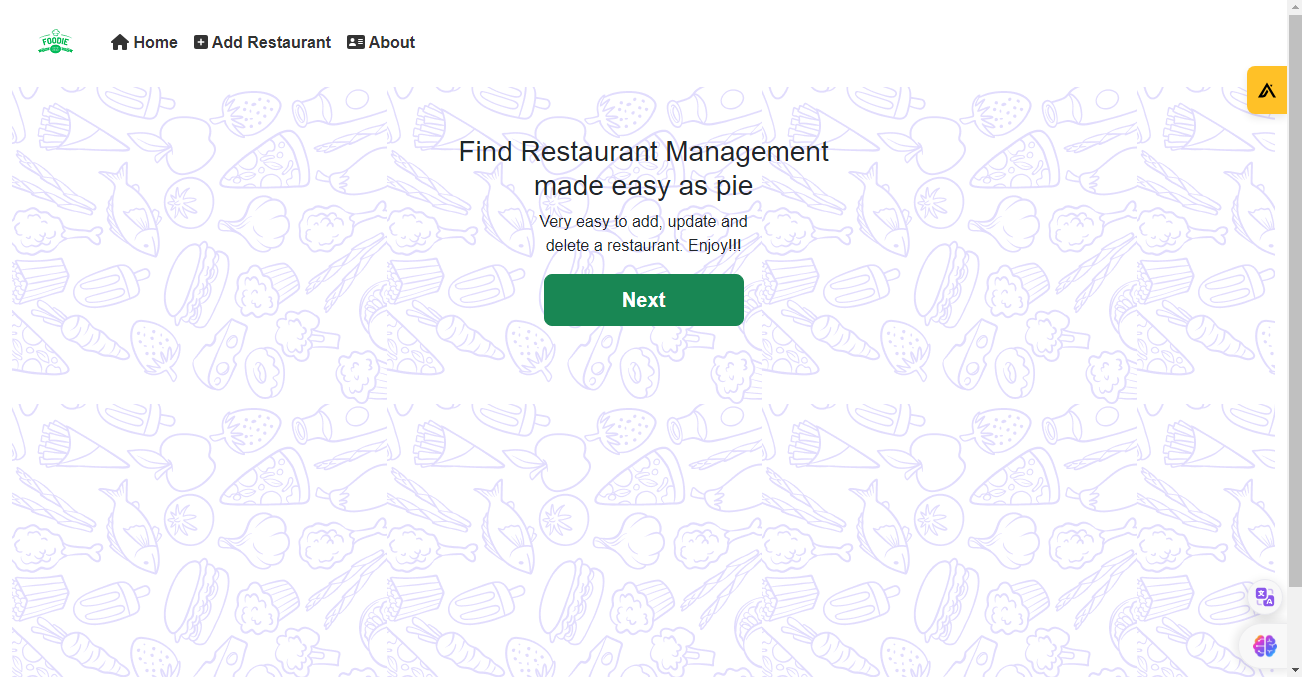 FOODIE
Home Add Restaurant About
Find Restaurant Management
made easy as pie
Very easy to add, update and
delete a restaurant. Enjoy!!!
Next